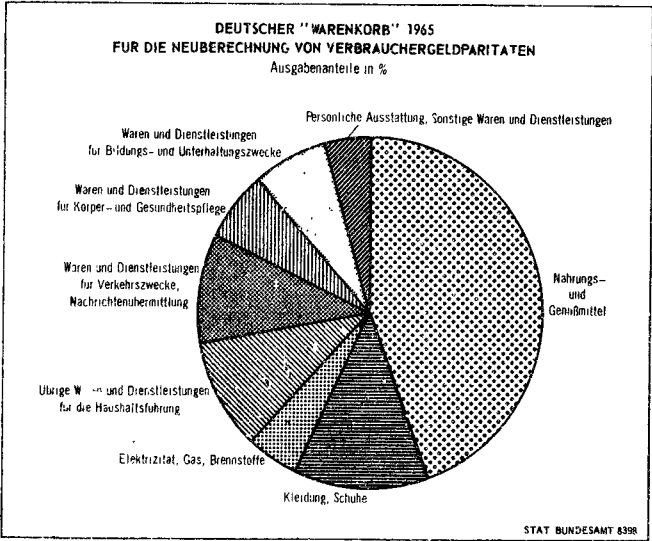 DEUTSCHER "WARENKORB" 1965
FUR DIE NEUBERECHNUNG VON VERBRAUCHERGELDPARITATEN
Ausgabenanteile in %
Personliche Ausstattung, Sonstige Waren und Dienstleistungen
Waren und Dienstleistungen
fur Bildungs- und Unterhaltungszwecke
Waren und Dienstleistungen
fur Korper- und Gesundheitspflege
Waren und Dienstleistungen
fur Verkehrszwecke,
Nachrichtenubermittlung
Nahrungs-
und
Genußmittel
Ubrige und Dienstleistungen
fur die Haushaltsfuhrung
Elektrizitat, Gas, Brennstoffe
Kleidung, Schuhe
STAT BUNDESAMT 8398